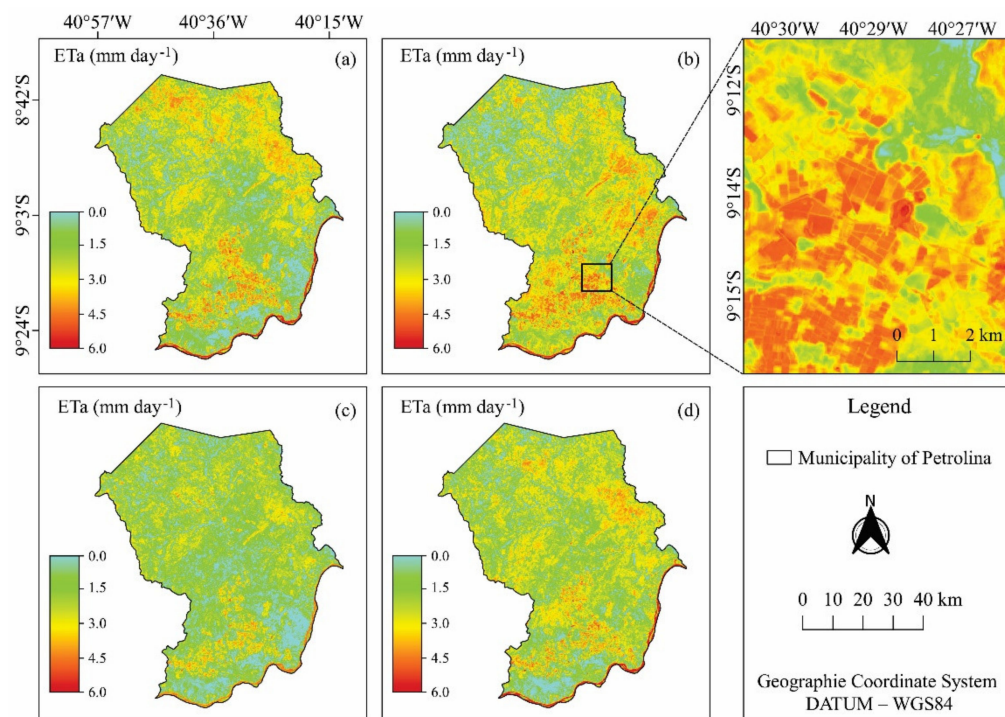 40°57′W 40°36′W 40°15′W
40°30′W 40°29′W 40°27′W
ETa (mm day-1) (a)
8°42′S
9°3′S
9°24′S
0.0
1.5
3.0
4.5
6.0
ETa (mm day-1) (b)
0.0
1.5
3.0
4.5
6.0
9°12′S
9°14′S
9°15′S
0 1 2 km
ETa (mm day-1) (c)
0.0
1.5
3.0
4.5
6.0
ETa (mm day-1) (d)
0.0
1.5
3.0
4.5
6.0
Legend
Municipality of Petrolina
N
0 10 20 30 40 km
Geographie Coordinate System
DATUM – WGS84